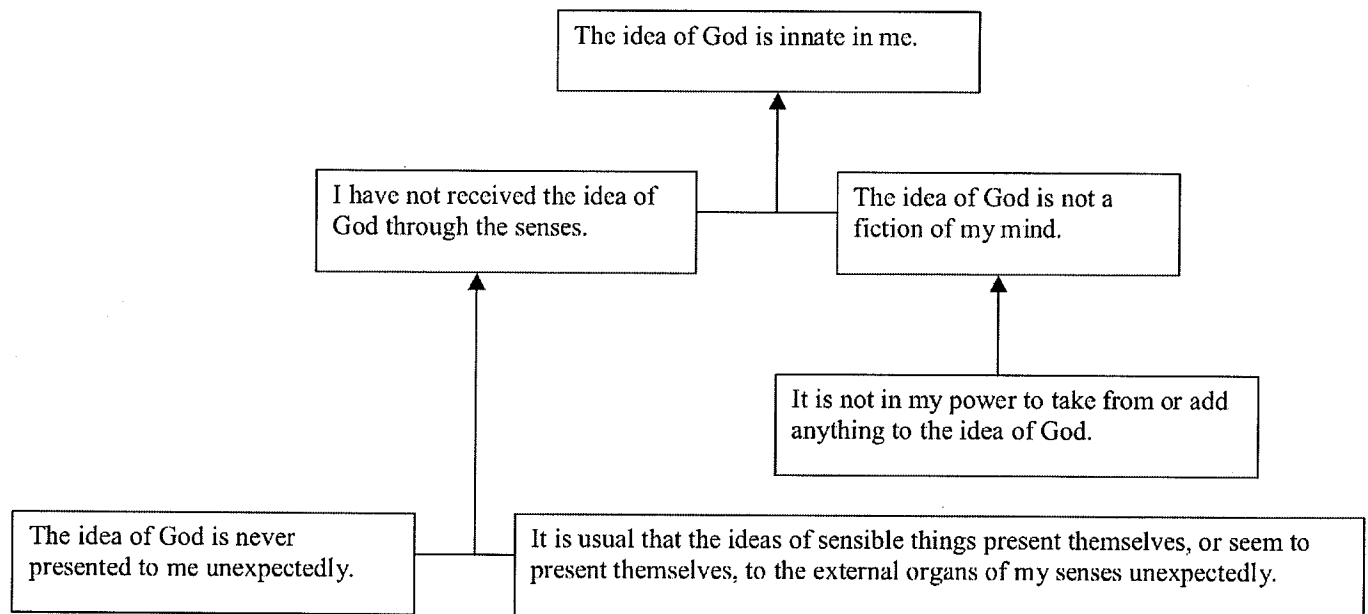 The idea of God is innate in me.
I have not received the idea of
God through the senses.
The idea of God is not a
fiction of my mind.
It is not in my power to take from or add
anything to the idea of God.
The idea of God is never
presented to me unexpectedly.
It is usual that the ideas of sensible things present themselves, or seem to
present themselves, to the external organs of my senses unexpectedly.